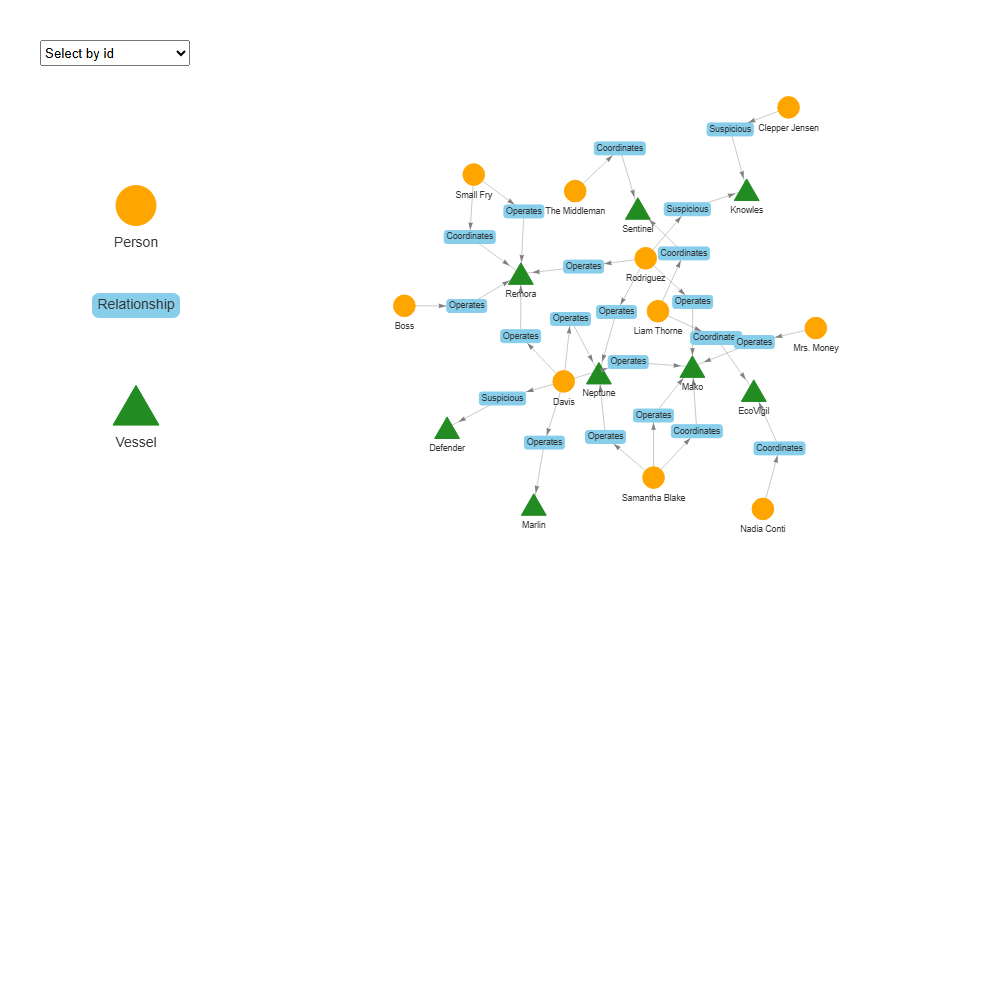 Select by id
Person
Relationship
Vessel
Clepper Jensen
Suspicious
Coordinates
Small Fry
The Middleman
Operates
Knowles
Suspicious
Sentinel
Coordinates
Coordinates
Operates
Rodriguez
Remora
Operates
Operates
Boss
Operates
Operates
Liam Thorne
Operates
Coordinates
Operates
Mrs. Money
Operates
Neptune
Mako
Davis
EcoVigil
Suspicious
Operates
Coordinates
Defender
Operates
Operates
Coordinates
Samantha Blake
Marlin
Nadia Conti